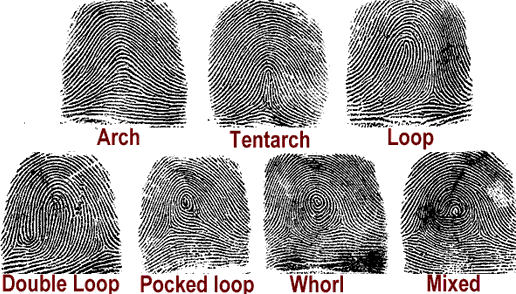 Arch
Tentarch
Loop
Double Loop
Pocked loop
Whorl
Mixed